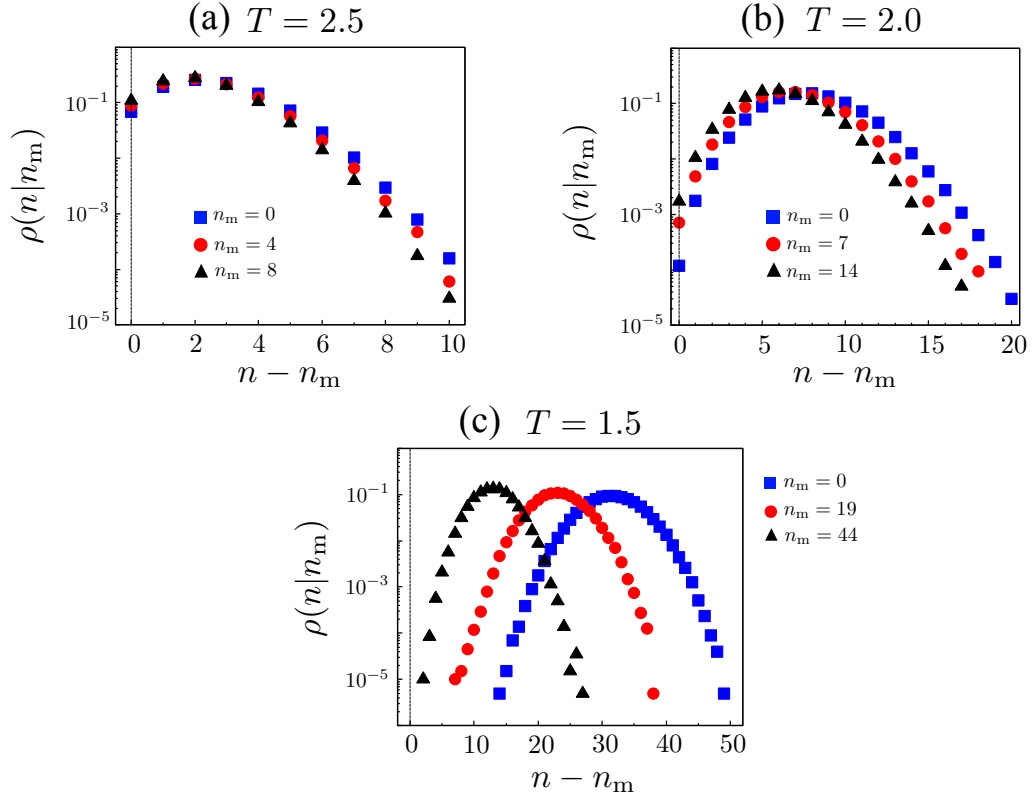 (a) T = 2.5
ρ(n|n_m)
10^{-1}
10^{-3}
10^{-5}
n_m = 0
n_m = 4
n_m = 8
0 2 4 6 8 10
n − n_m
(b) T = 2.0
ρ(n|n_m)
10^{-1}
10^{-3}
10^{-5}
n_m = 0
n_m = 7
n_m = 14
0 5 10 15 20
n − n_m
(c) T = 1.5
ρ(n|n_m)
10^{-1}
10^{-3}
10^{-5}
n_m = 0
n_m = 19
n_m = 44
0 10 20 30 40 50
n − n_m